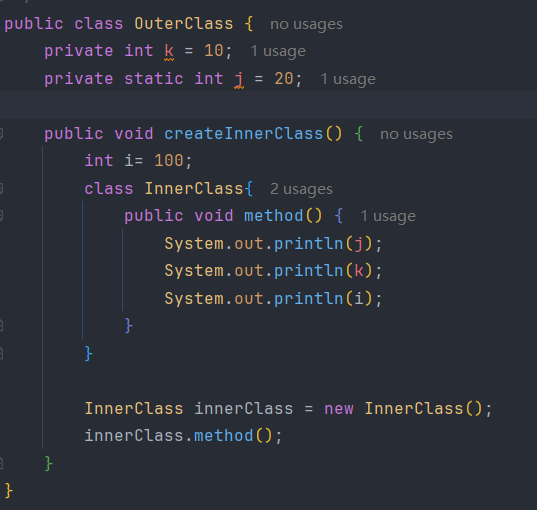 public class OuterClass { no usages
    private int k = 10; 1 usage
    private static int j = 20; 1 usage
    public void createInnerClass() { no usages
        int i= 100;
        class InnerClass{ 2 usages
            public void method() { 1 usage
                System.out.println(j);
                System.out.println(k);
                System.out.println(i);
            }
        }
        InnerClass innerClass = new InnerClass();
        innerClass.method();
    }
}